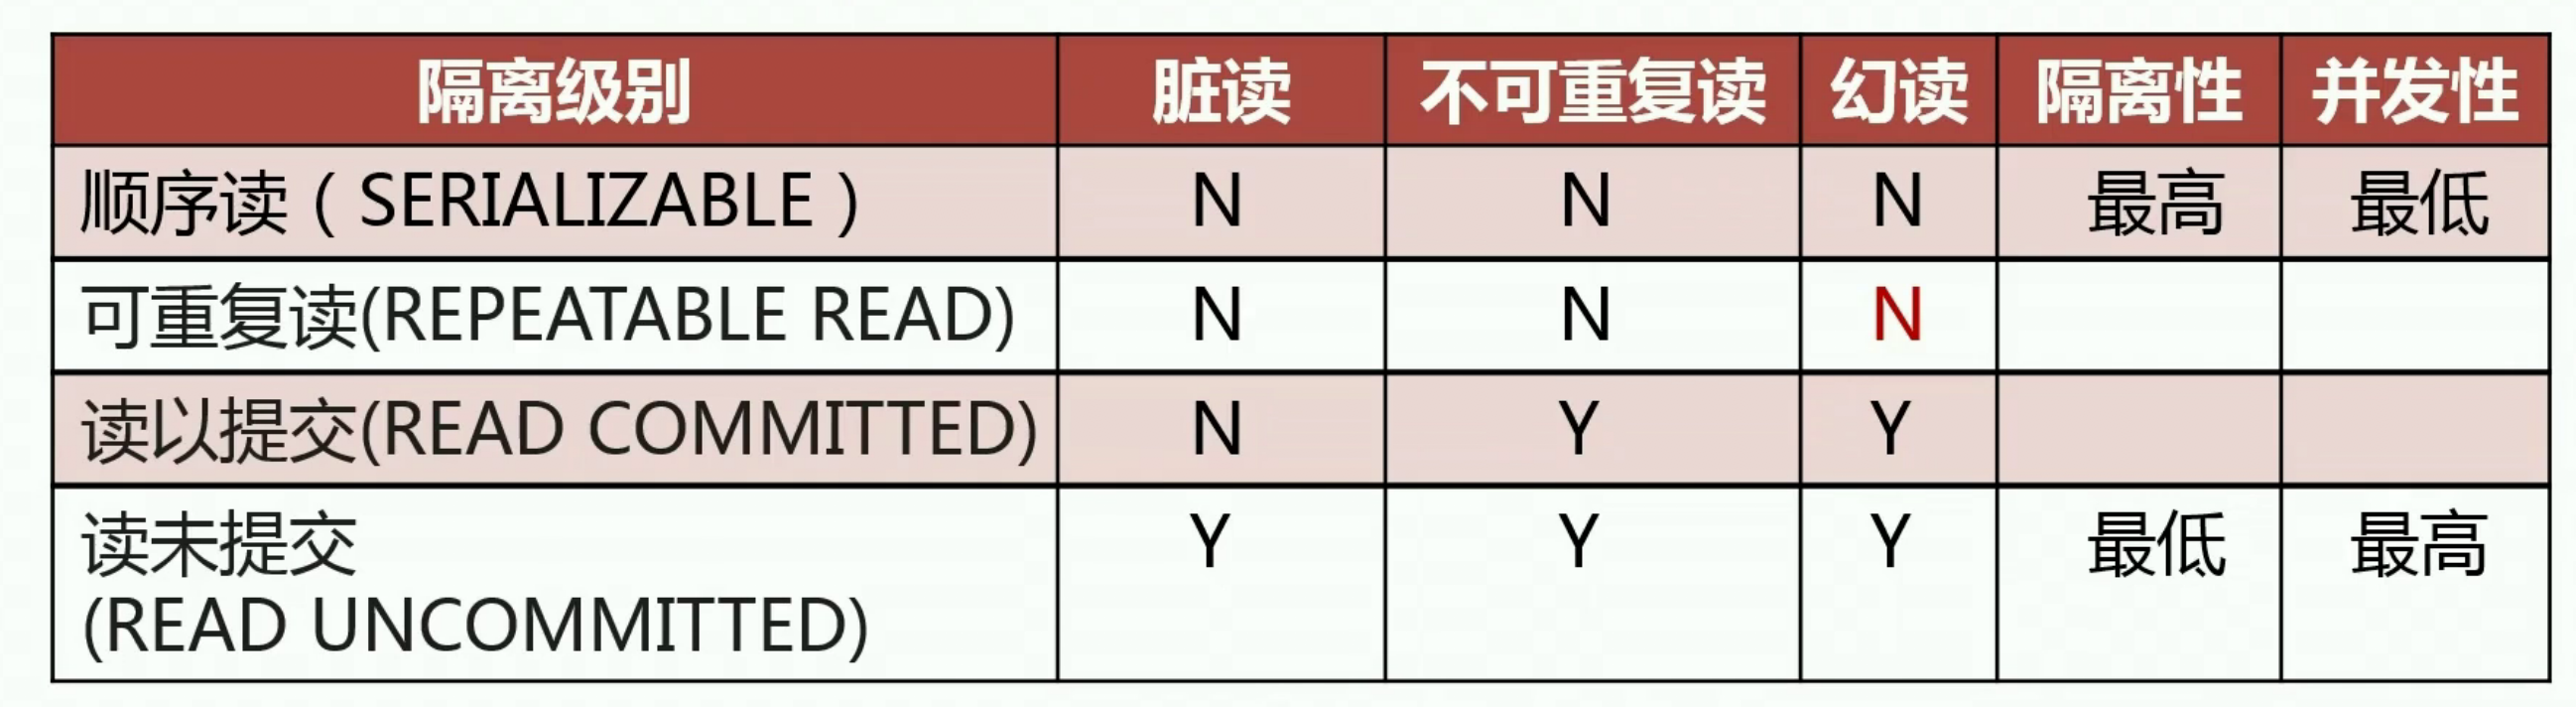 隔离级别 脏读 不可重复读 幻读 隔离性 并发性
顺序读（SERIALIZABLE） N N N 最高 最低
可重复读(REPEATABLE READ) N N N
读以提交(READ COMMITTED) N Y Y
读未提交 Y Y Y 最低 最高
(READ UNCOMMITTED)